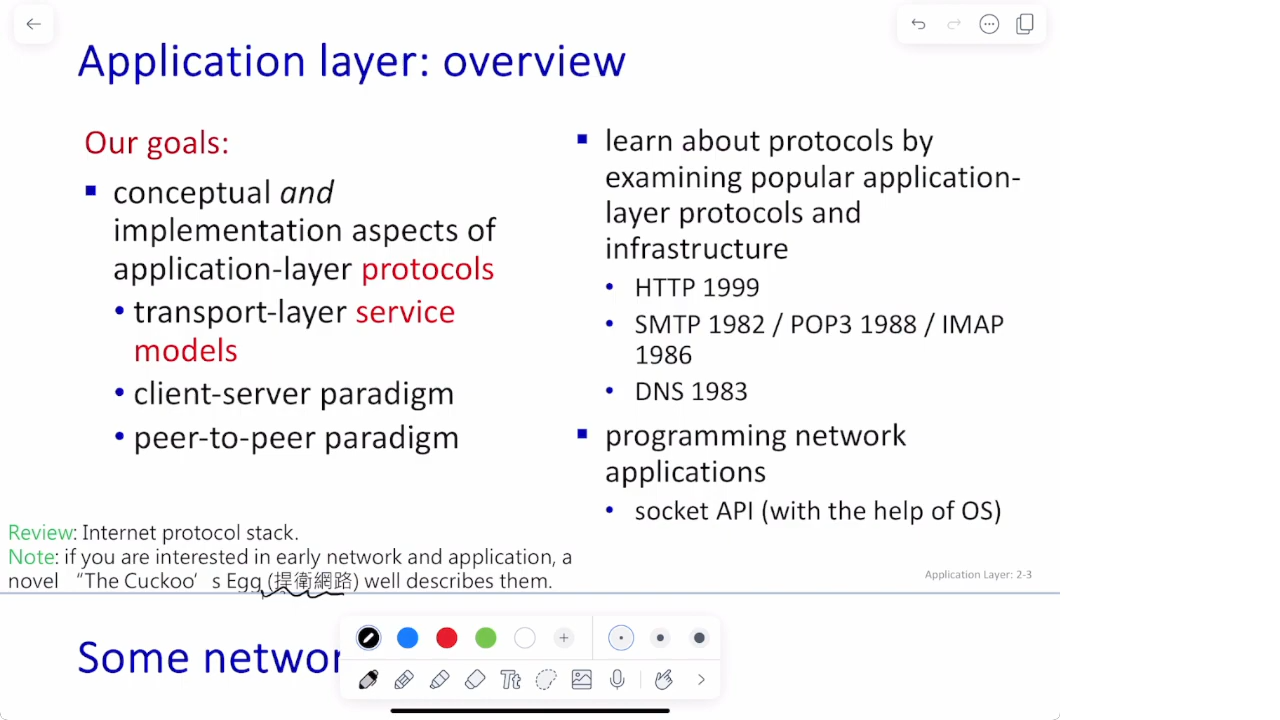 Application layer: overview
Our goals:
▪ conceptual and
implementation aspects of
application-layer protocols
• transport-layer service
models
• client-server paradigm
• peer-to-peer paradigm
▪ learn about protocols by
examining popular application-
layer protocols and
infrastructure
• HTTP 1999
• SMTP 1982 / POP3 1988 / IMAP
1986
• DNS 1983
▪ programming network
applications
• socket API (with the help of OS)
Review: Internet protocol stack.
Note: if you are interested in early network and application, a
novel “The Cuckoo’s Egg (捍衛網路) well describes them.
Application Layer: 2-3
Some networ
Tt